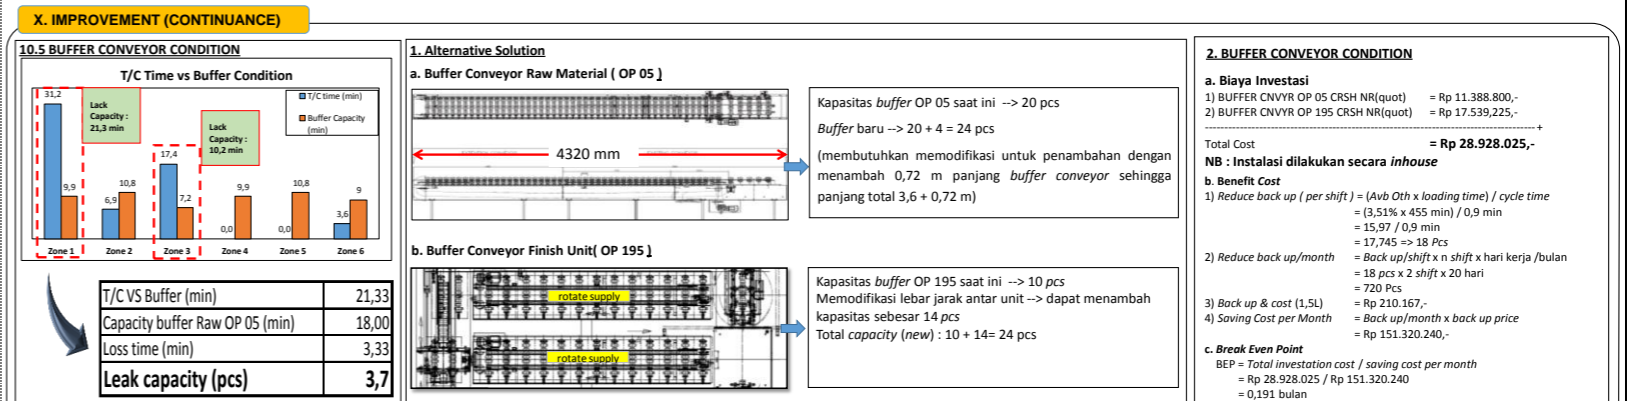 X. IMPROVEMENT (CONTINUANCE)
10.5 BUFFER CONVEYOR CONDITION
T/C Time vs Buffer Condition
31,2
9,9
6,9
10,8
17,4
7,2
0,0
9,9
0,0
10,8
3,6
9
Lack
Capacity :
21,3 min
Lack
Capacity :
10,2 min
T/C time (min)
Buffer Capacity
(min)
Zone 1
Zone 2
Zone 3
Zone 4
Zone 5
Zone 6
T/C VS Buffer (min) 21,33
Capacity buffer Raw OP 05 (min) 18,00
Loss time (min) 3,33
Leak capacity (pcs) 3,7
1. Alternative Solution
a. Buffer Conveyor Raw Material ( OP 05 )
4320 mm
Kapasitas buffer OP 05 saat ini --> 20 pcs
Buffer baru --> 20 + 4 = 24 pcs
(membutuhkan memodifikasi untuk penambahan dengan
menambah 0,72 m panjang buffer conveyor sehingga
panjang total 3,6 + 0,72 m)
b. Buffer Conveyor Finish Unit( OP 195 )
rotate supply
rotate supply
Kapasitas buffer OP 195 saat ini --> 10 pcs
Memodifikasi lebar jarak antar unit --> dapat menambah
kapasitas sebesar 14 pcs
Total capacity (new) : 10 + 14= 24 pcs
2. BUFFER CONVEYOR CONDITION
a. Biaya Investasi
1) BUFFER CNVYR OP 05 CRSH NR(quot) = Rp 11.388.800,-
2) BUFFER CNVYR OP 195 CRSH NR(quot) = Rp 17.539,225,-
+
Total Cost = Rp 28.928.025,-
NB : Instalasi dilakukan secara inhouse
b. Benefit Cost
1) Reduce back up ( per shift ) = (Avb Oth x loading time) / cycle time
= (3,51% x 455 min) / 0,9 min
= 15,97 / 0,9 min
= 17,745 => 18 Pcs
2) Reduce back up/month = Back up/shift x n shift x hari kerja /bulan
= 18 pcs x 2 shift x 20 hari
= 720 Pcs
3) Back up & cost (1,5L) = Rp 210.167,-
4) Saving Cost per Month = Back up/month x back up price
= Rp 151.320.240,-
c. Break Even Point
BEP = Total investation cost / saving cost per month
= Rp 28.928.025 / Rp 151.320.240
= 0,191 bulan